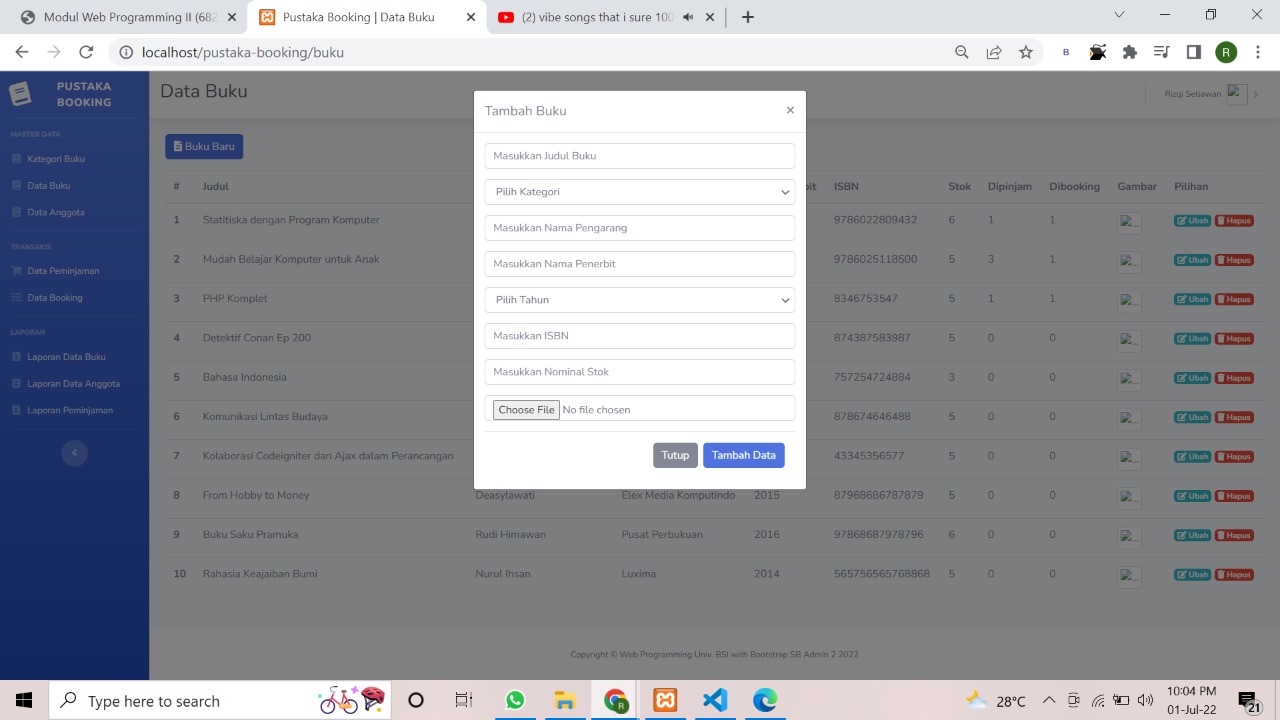 Modul Web Programming II (682
Pustaka Booking | Data Buku
(2) vibe songs that i sure 100
localhost/pustaka-booking/buku
B
R
PUSTAKA
BOOKING
MASTER DATA
Kategori Buku
Data Buku
Data Anggota
TRANSAKSI
Data Peminjaman
Data Booking
LAPORAN
Laporan Data Buku
Laporan Data Anggota
Laporan Peminjaman
Data Buku
Rizqi Setiawan
Buku Baru
Tambah Buku ×
Masukkan Judul Buku
Pilih Kategori
Masukkan Nama Pengarang
Masukkan Nama Penerbit
Pilih Tahun
Masukkan ISBN
Masukkan Nominal Stok
Choose File No file chosen
Tutup Tambah Data
# Judul ISBN Stok Dipinjam Dibooking Gambar Pilihan
1 Statitiska dengan Program Komputer 9786022809432 6 1 1 Ubah Hapus
2 Mudah Belajar Komputer untuk Anak 9786025118500 5 3 1 Ubah Hapus
3 PHP Komplet 8346753547 5 1 1 Ubah Hapus
4 Detektif Conan Ep 200 874387583987 5 0 0 Ubah Hapus
5 Bahasa Indonesia 757254724884 3 0 0 Ubah Hapus
6 Komunikasi Lintas Budaya 878674646488 5 0 0 Ubah Hapus
7 Kolaborasi Codeigniter dan Ajax dalam Perancangan 43345356577 5 0 0 Ubah Hapus
8 From Hobby to Money Deasylawati Elex Media Komputindo 2015 87968686787879 5 0 0 Ubah Hapus
9 Buku Saku Pramuka Rudi Himawan Pusat Perbukuan 2016 97868687978796 6 0 0 Ubah Hapus
10 Rahasia Keajaiban Bumi Nurul Ihsan Luxima 2014 565756565768868 5 0 0 Ubah Hapus
Copyright © Web Programming Univ. BSI with Bootstrap SB Admin 2 2022
Type here to search
28°C
10:04 PM
01-Jul-22
21